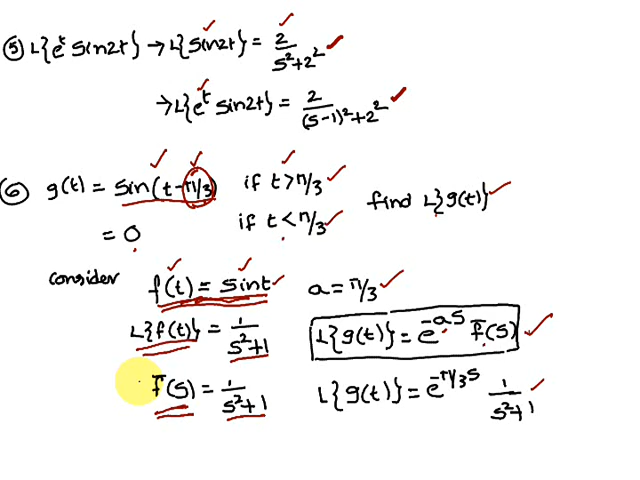 ⑤ L{e^t sin2t} → L{sin2t} = 2/(s²+2²)
→ L{e^t sin2t} = 2/((s-1)²+2²)
⑥ g(t) = sin(t-π/3) if t>π/3
= 0 if t<π/3 find L{g(t)}
consider f(t) = sint a = π/3
L{f(t)} = 1/(s²+1) L{g(t)} = e^(-as) f̄(s)
f̄(s) = 1/(s²+1) L{g(t)} = e^(-π/3 s) 1/(s²+1)